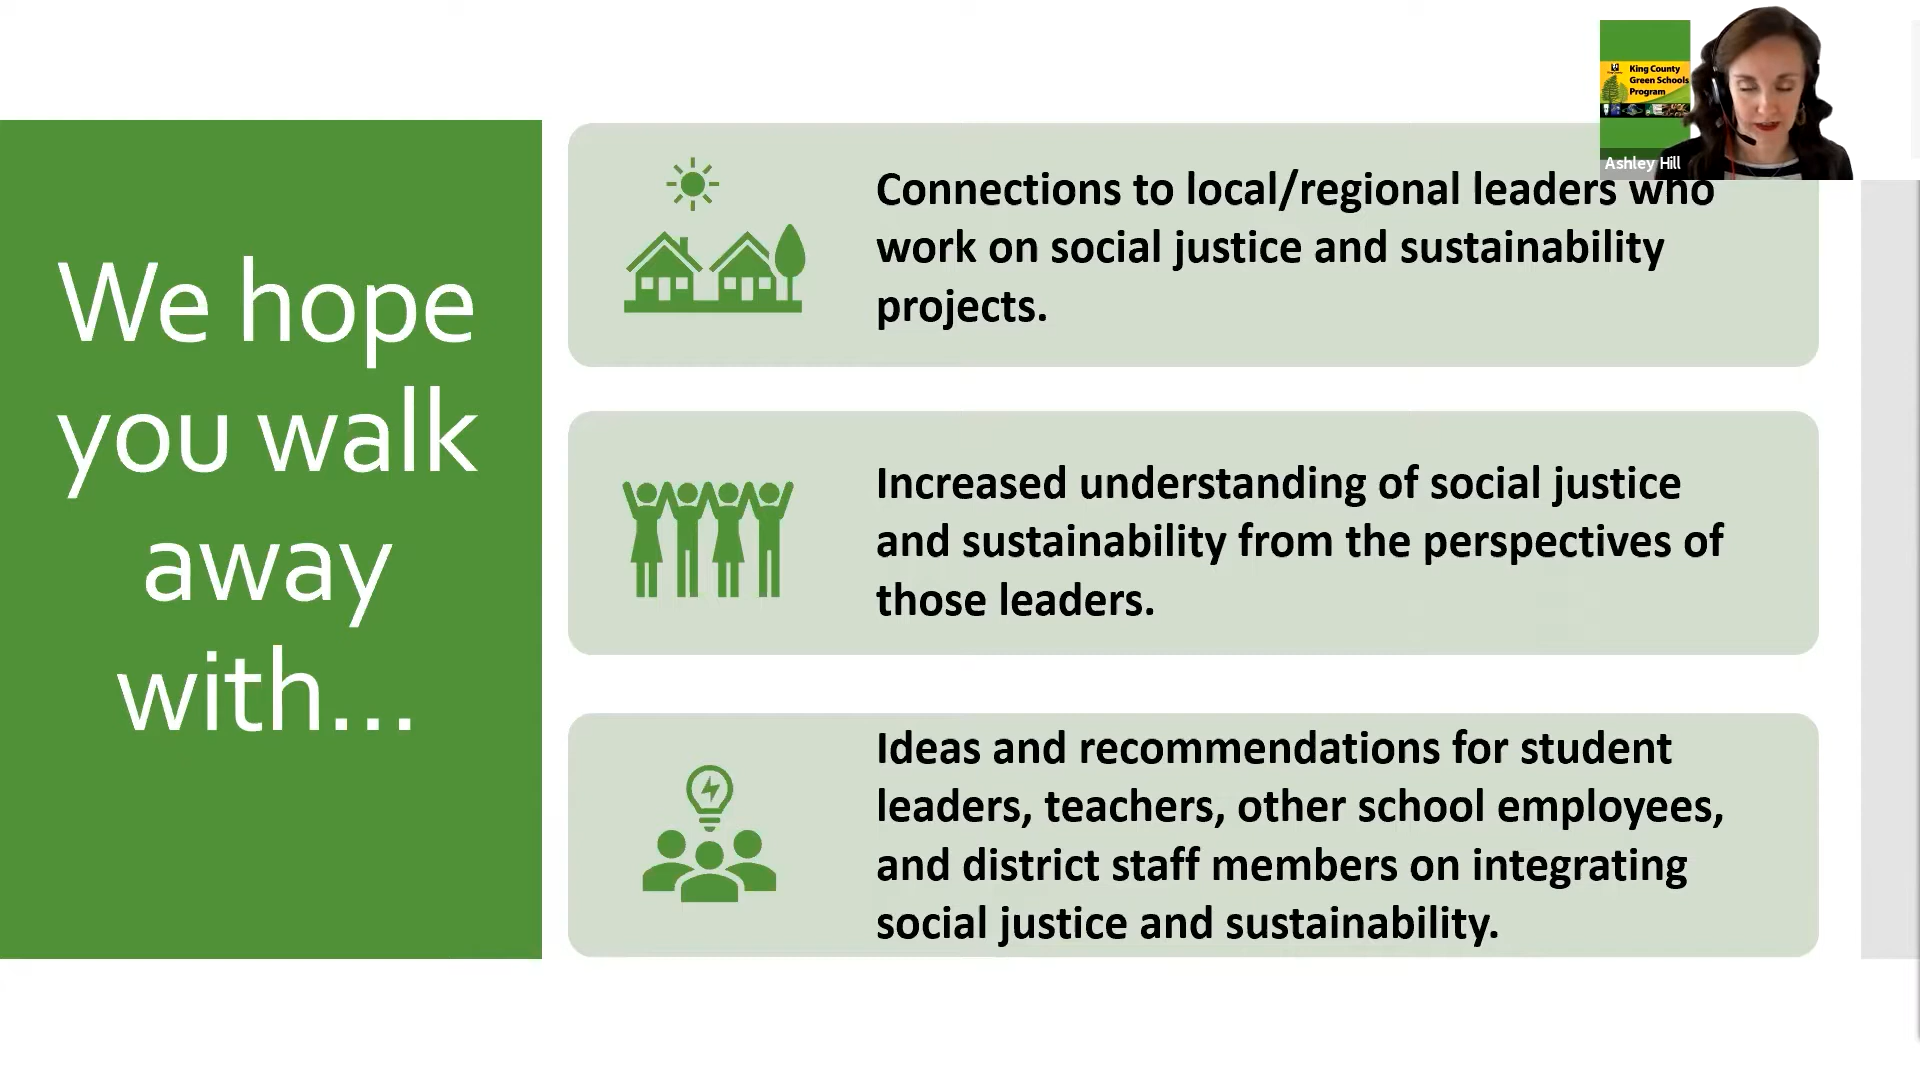 We hope
you walk
away
with...
King County
Green Schools
Program
Ashley Hill
Connections to local/regional leaders who
work on social justice and sustainability
projects.
Increased understanding of social justice
and sustainability from the perspectives of
those leaders.
Ideas and recommendations for student
leaders, teachers, other school employees,
and district staff members on integrating
social justice and sustainability.